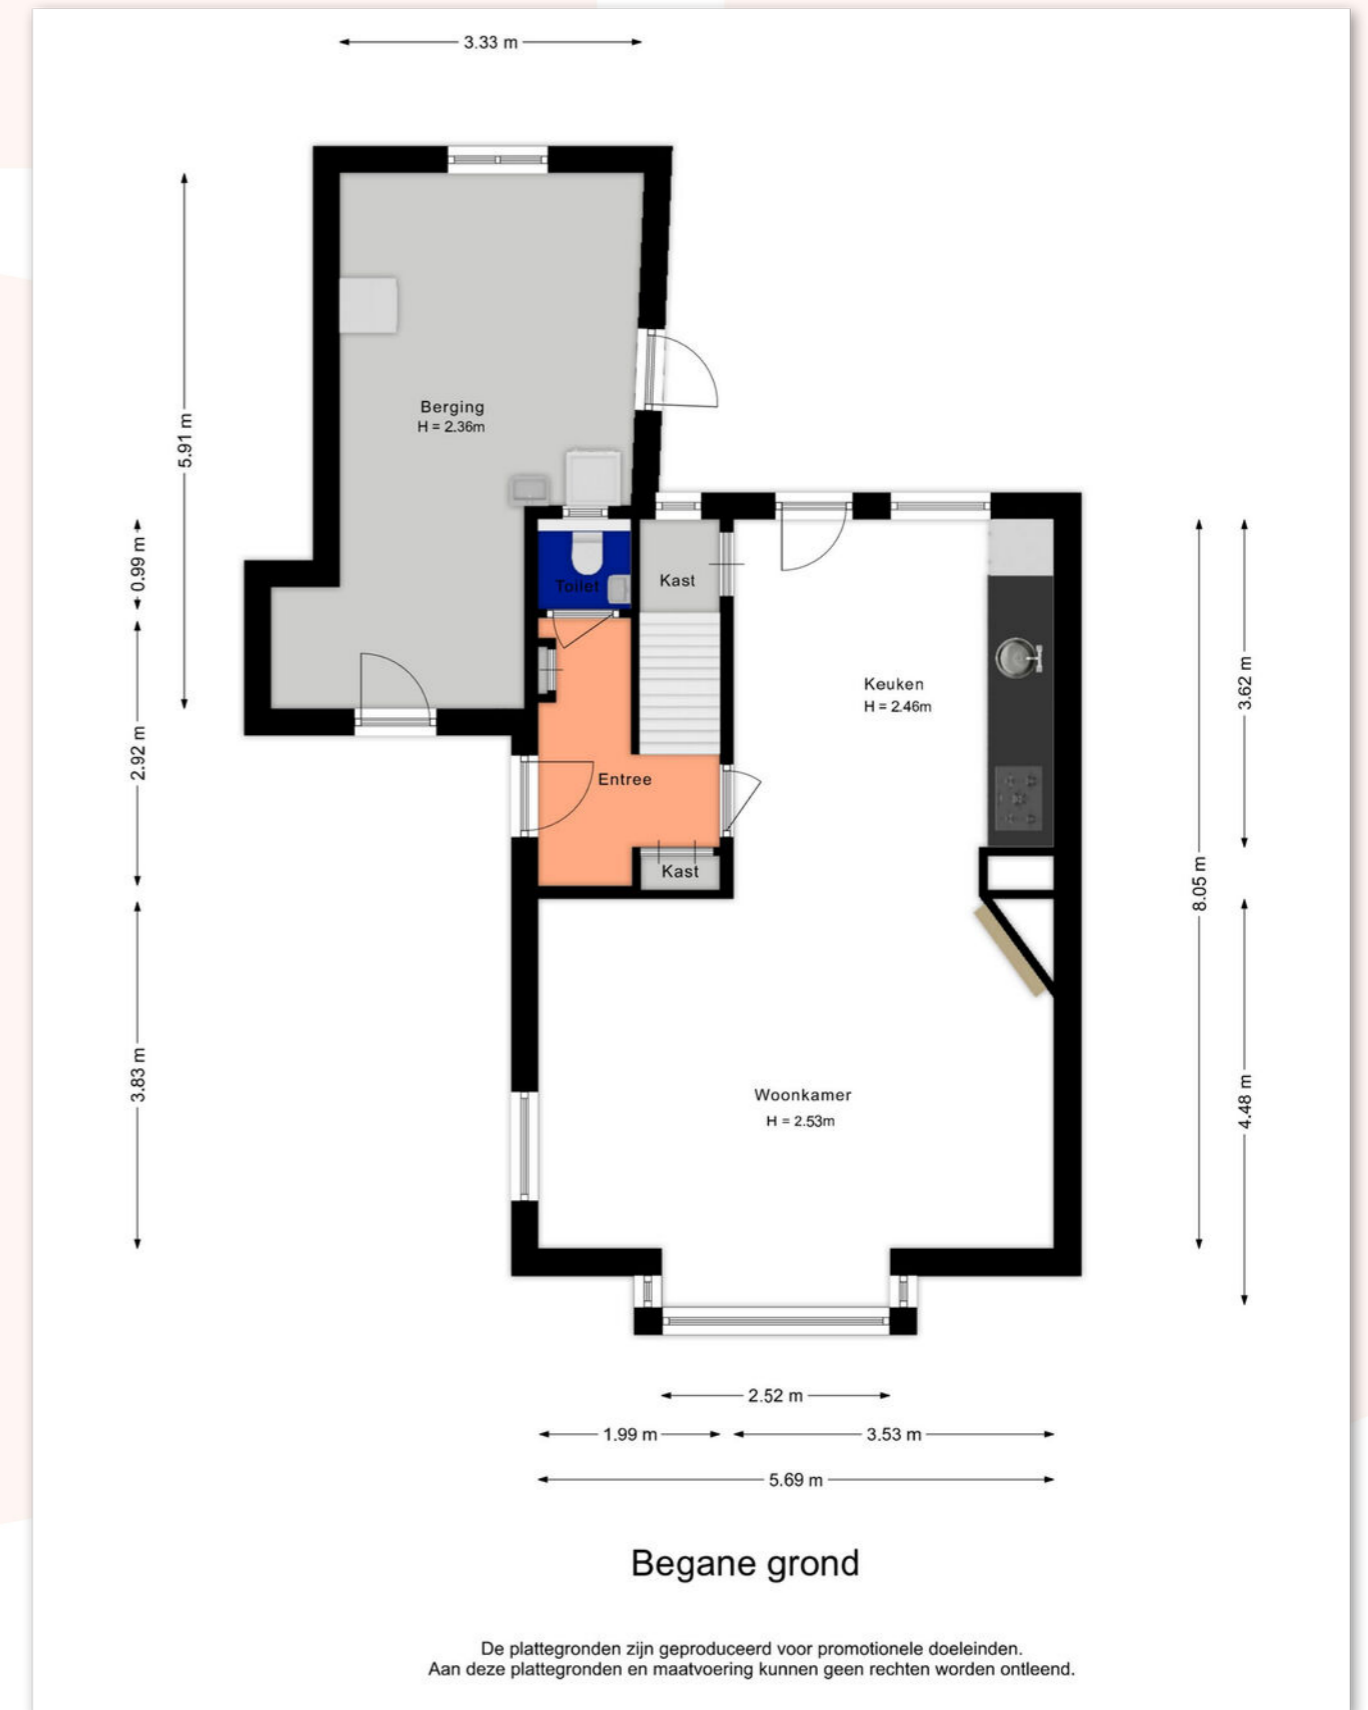 3.33 m
5.91 m
Berging
H = 2.36m
0.99 m
Toilet
Kast
2.92 m
Keuken
H = 2.46m
3.62 m
Entree
Kast
8.05 m
3.83 m
Woonkamer
H = 2.53m
4.48 m
2.52 m
1.99 m
3.53 m
5.69 m
Begane grond
De plattegronden zijn geproduceerd voor promotionele doeleinden.
Aan deze plattegronden en maatvoering kunnen geen rechten worden ontleend.